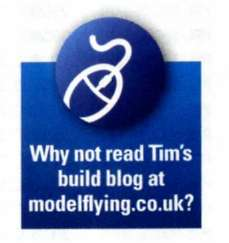 Why not read Tim's
build blog at
modelflying.co.uk?